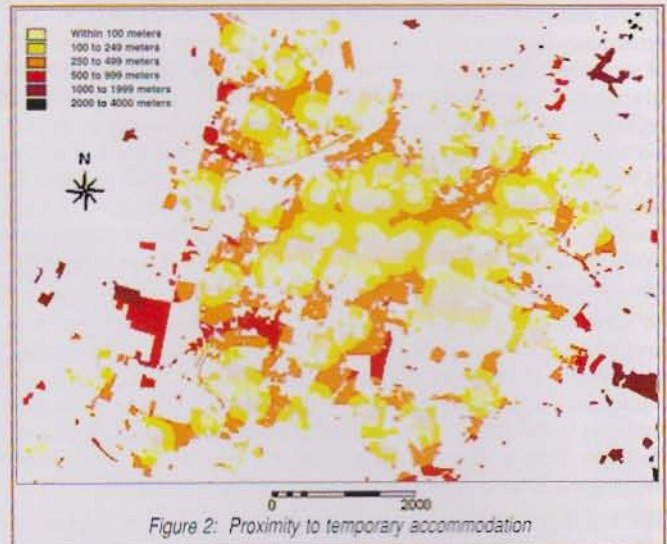 Within 100 meters
100 to 249 meters
250 to 499 meters
500 to 999 meters
1000 to 1999 meters
2000 to 4000 meters
N
0 2000
Figure 2: Proximity to temporary accommodation